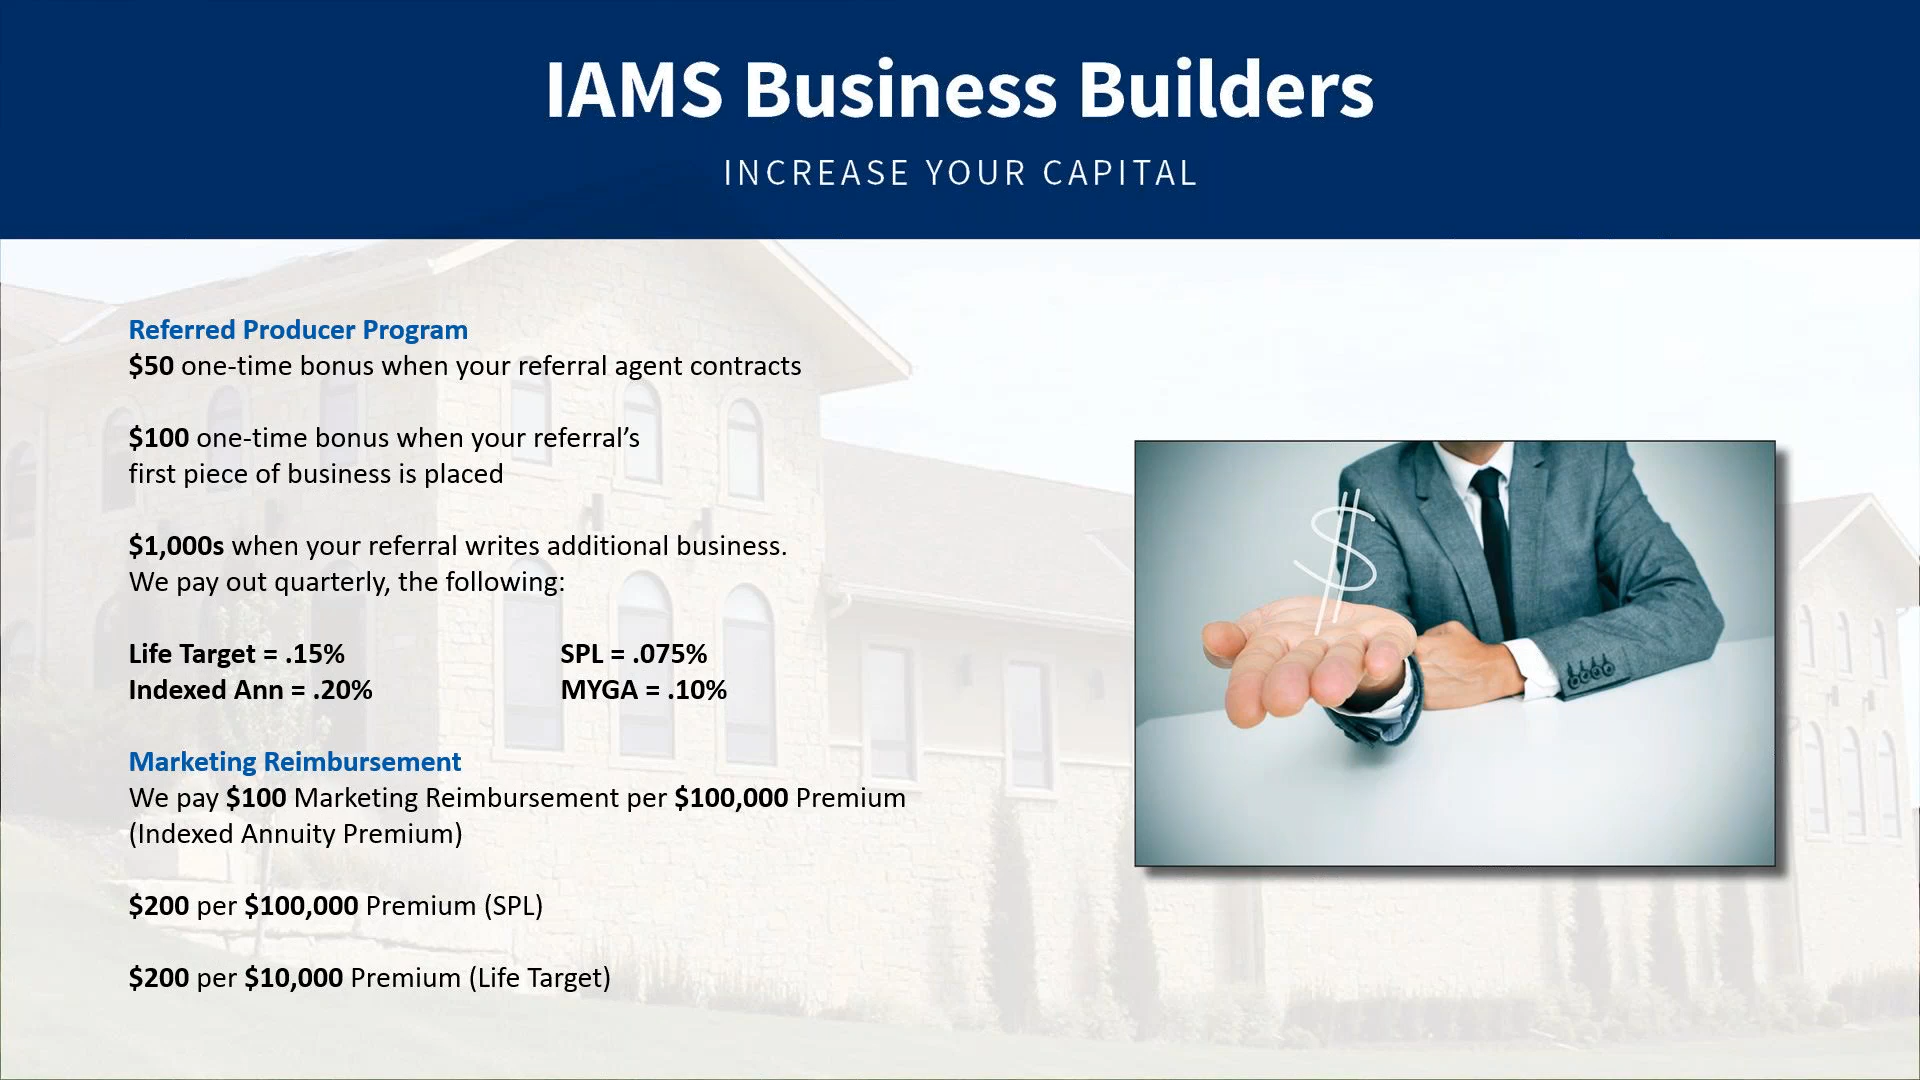 IAMS Business Builders
INCREASE YOUR CAPITAL
Referred Producer Program
$50 one-time bonus when your referral agent contracts
$100 one-time bonus when your referral’s
first piece of business is placed
$1,000s when your referral writes additional business.
We pay out quarterly, the following:
Life Target = .15% SPL = .075%
Indexed Ann = .20% MYGA = .10%
Marketing Reimbursement
We pay $100 Marketing Reimbursement per $100,000 Premium
(Indexed Annuity Premium)
$200 per $100,000 Premium (SPL)
$200 per $10,000 Premium (Life Target)
$